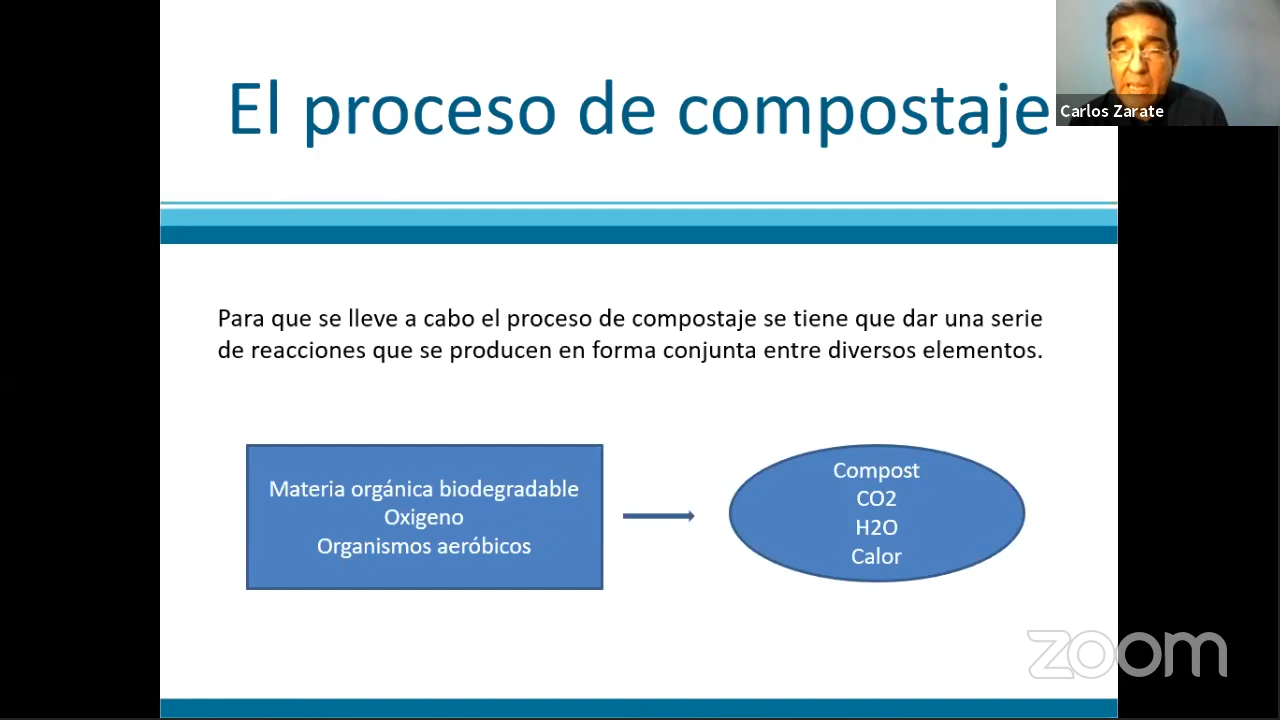 El proceso de compostaje
Carlos Zarate
Para que se lleve a cabo el proceso de compostaje se tiene que dar una serie
de reacciones que se producen en forma conjunta entre diversos elementos.
Materia orgánica biodegradable
Oxigeno
Organismos aeróbicos
Compost
CO2
H2O
Calor
zoom